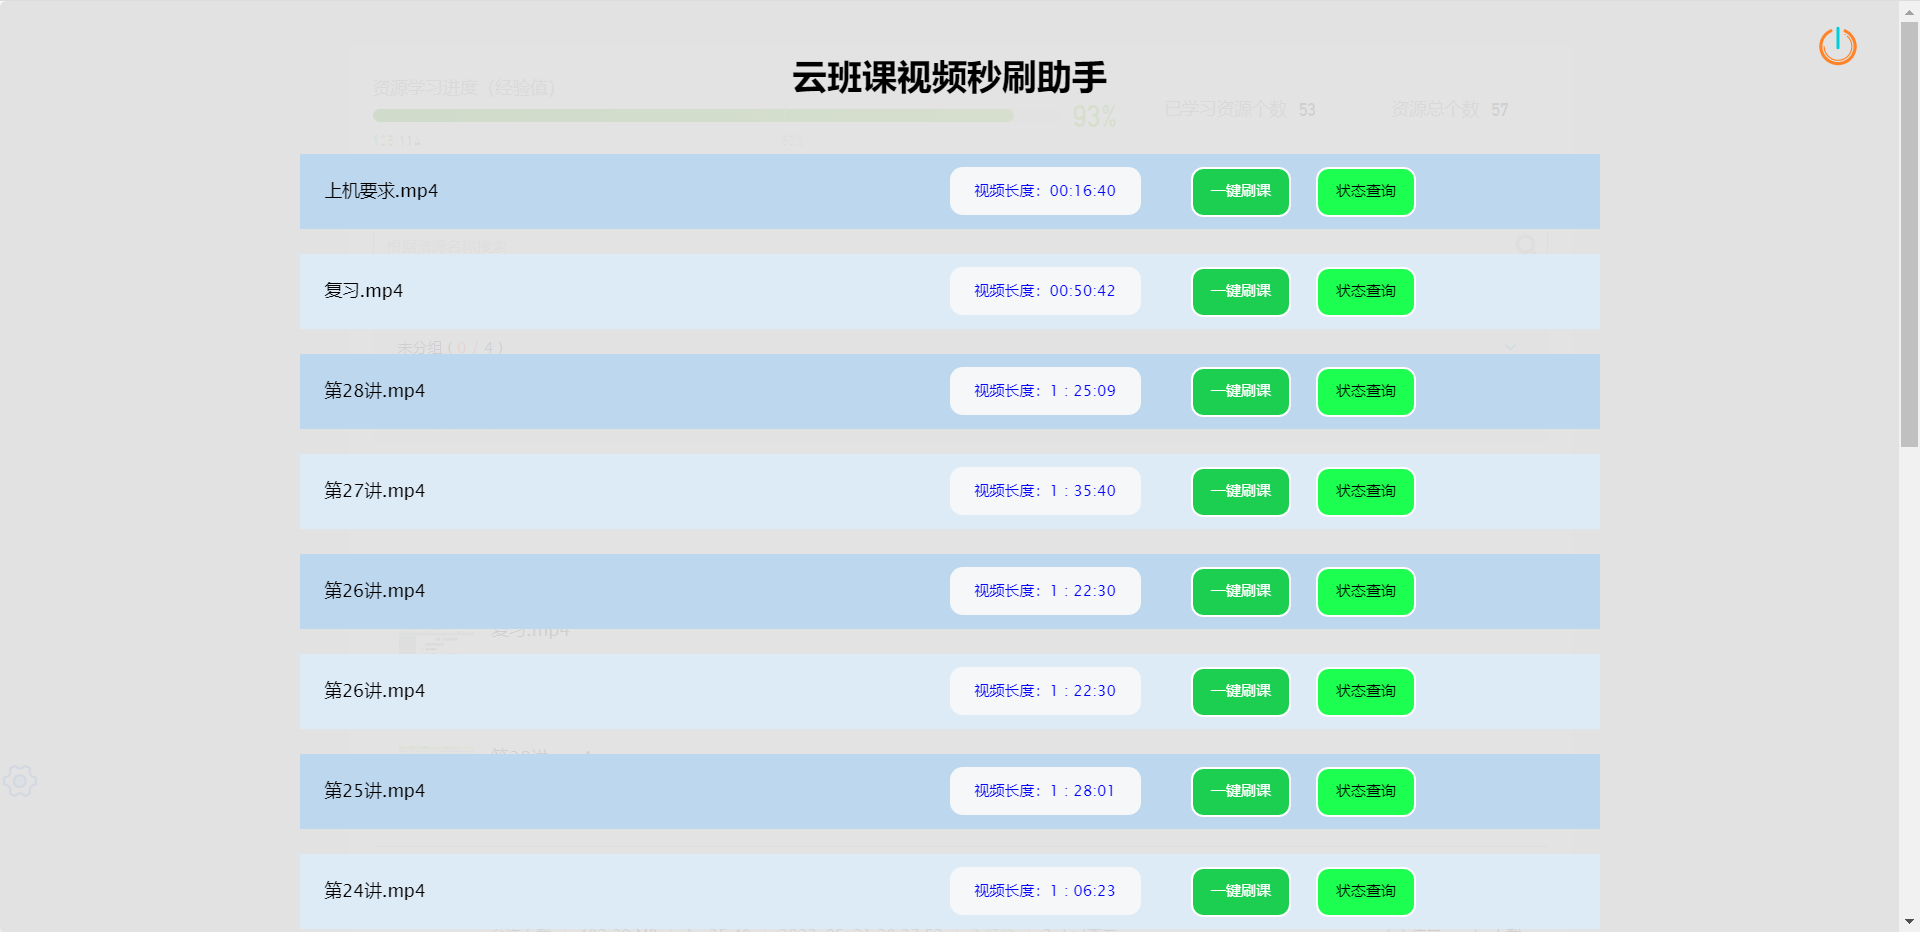 云班课视频秒刷助手
资源学习进度（经验值）
93%
已学习资源个数 53
资源总个数 57
上机要求.mp4 视频长度：00:16:40 一键刷课 状态查询
复习.mp4 视频长度：00:50:42 一键刷课 状态查询
未分组 ( 0 / 4 )
第28讲.mp4 视频长度：1：25:09 一键刷课 状态查询
第27讲.mp4 视频长度：1：35:40 一键刷课 状态查询
第26讲.mp4 视频长度：1：22:30 一键刷课 状态查询
复习.mp4
第26讲.mp4 视频长度：1：22:30 一键刷课 状态查询
第25讲.mp4 视频长度：1：28:01 一键刷课 状态查询
第24讲.mp4 视频长度：1：06:23 一键刷课 状态查询